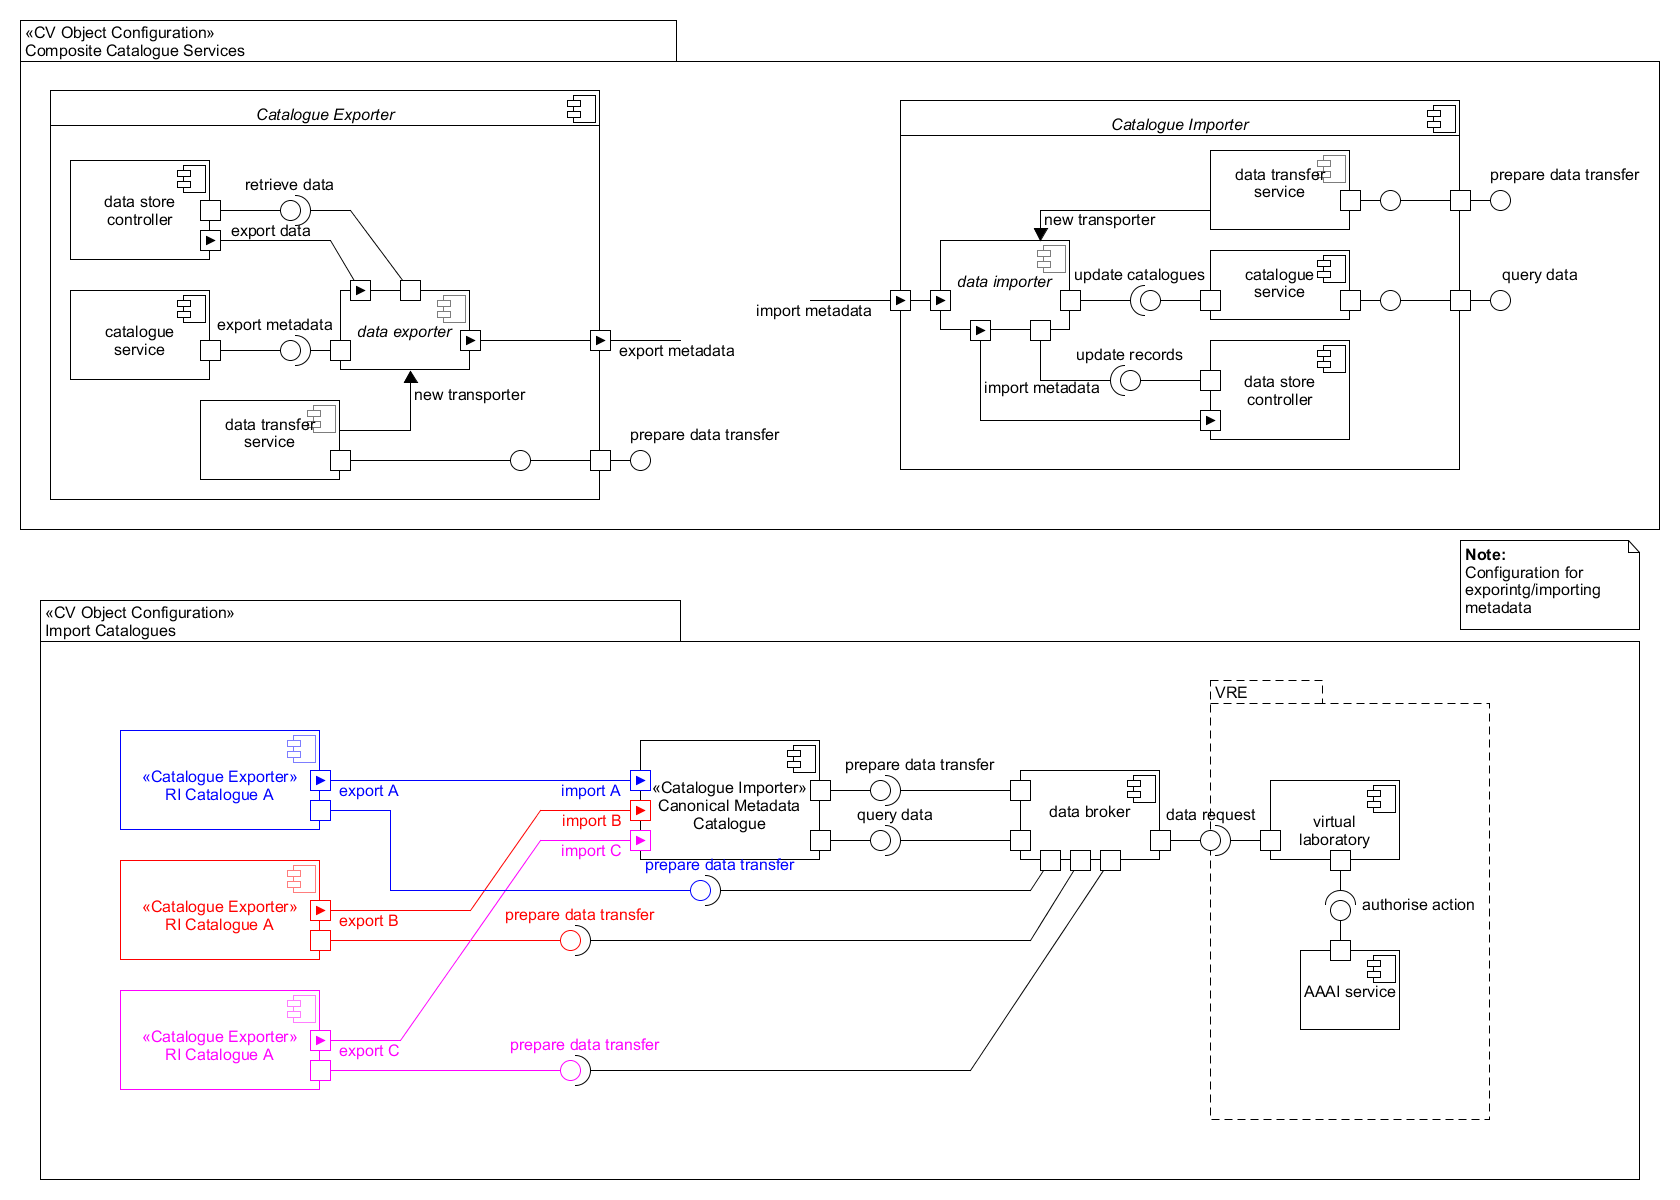 «CV Object Configuration»
Composite Catalogue Services
Catalogue Exporter
data store
controller
retrieve data
export data
catalogue
service
export metadata
data exporter
export metadata
new transporter
data transfer
service
prepare data transfer
Catalogue Importer
data transfer
service
prepare data transfer
new transporter
data importer
update catalogues
catalogue
service
query data
import metadata
update records
import metadata
data store
controller
Note:
Configuration for
exporintg/importing
metadata
«CV Object Configuration»
Import Catalogues
VRE
«Catalogue Exporter»
RI Catalogue A
export A
import A
«Catalogue Importer»
Canonical Metadata
Catalogue
import B
import C
prepare data transfer
query data
data broker
data request
virtual
laboratory
prepare data transfer
«Catalogue Exporter»
RI Catalogue A
export B
prepare data transfer
authorise action
AAAI service
«Catalogue Exporter»
RI Catalogue A
export C
prepare data transfer